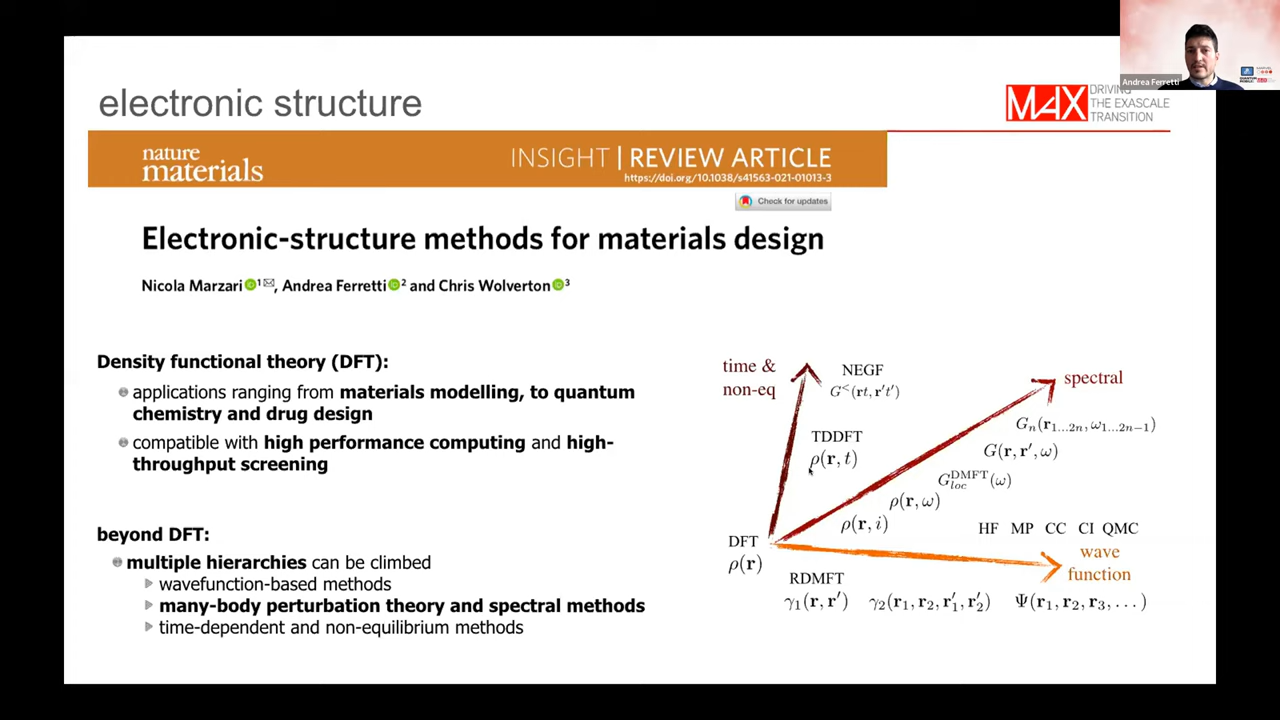 Andrea Ferretti
electronic structure
MAX
DRIVING
THE EXASCALE
TRANSITION
nature
materials
INSIGHT | REVIEW ARTICLE
https://doi.org/10.1038/s41563-021-01013-3
Check for updates
Electronic-structure methods for materials design
Nicola Marzari 1✉, Andrea Ferretti 2 and Chris Wolverton 3
Density functional theory (DFT):
applications ranging from materials modelling, to quantum
chemistry and drug design
compatible with high performance computing and high-
throughput screening
beyond DFT:
multiple hierarchies can be climbed
wavefunction-based methods
many-body perturbation theory and spectral methods
time-dependent and non-equilibrium methods
time &
non-eq
NEGF
G<(rt, r′t′)
TDDFT
ρ(r, t)
spectral
Gₙ(r₁...₂ₙ, ω₁...₂ₙ₋₁)
G(r, r′, ω)
G_loc^DMFT(ω)
ρ(r, ω)
ρ(r, i)
DFT
ρ(r)
HF MP CC CI QMC
wave
function
RDMFT
γ₁(r, r′) γ₂(r₁, r₂, r′₁, r′₂) Ψ(r₁, r₂, r₃, . . .)